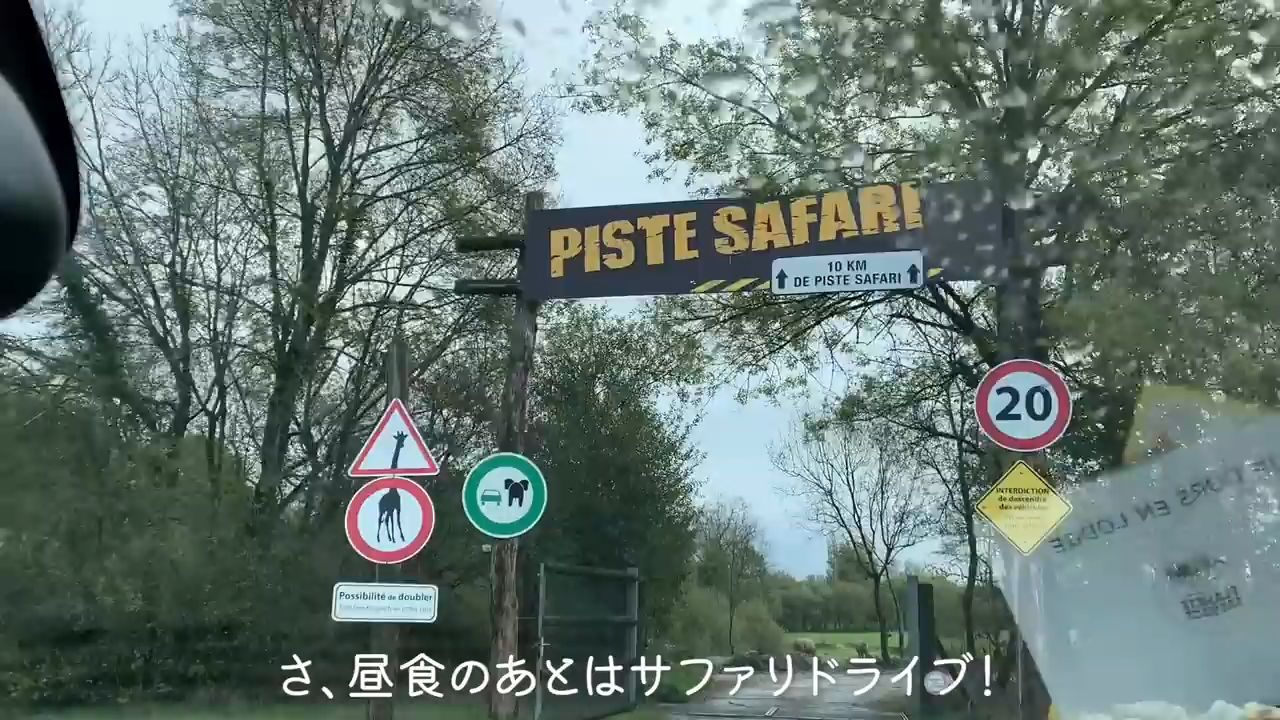 PISTE SAFARI
10 KM
DE PISTE SAFARI
20
INTERDICTION
de descendre
des véhicules
Possibilité de doubler
さ、昼食のあとはサファリドライブ!